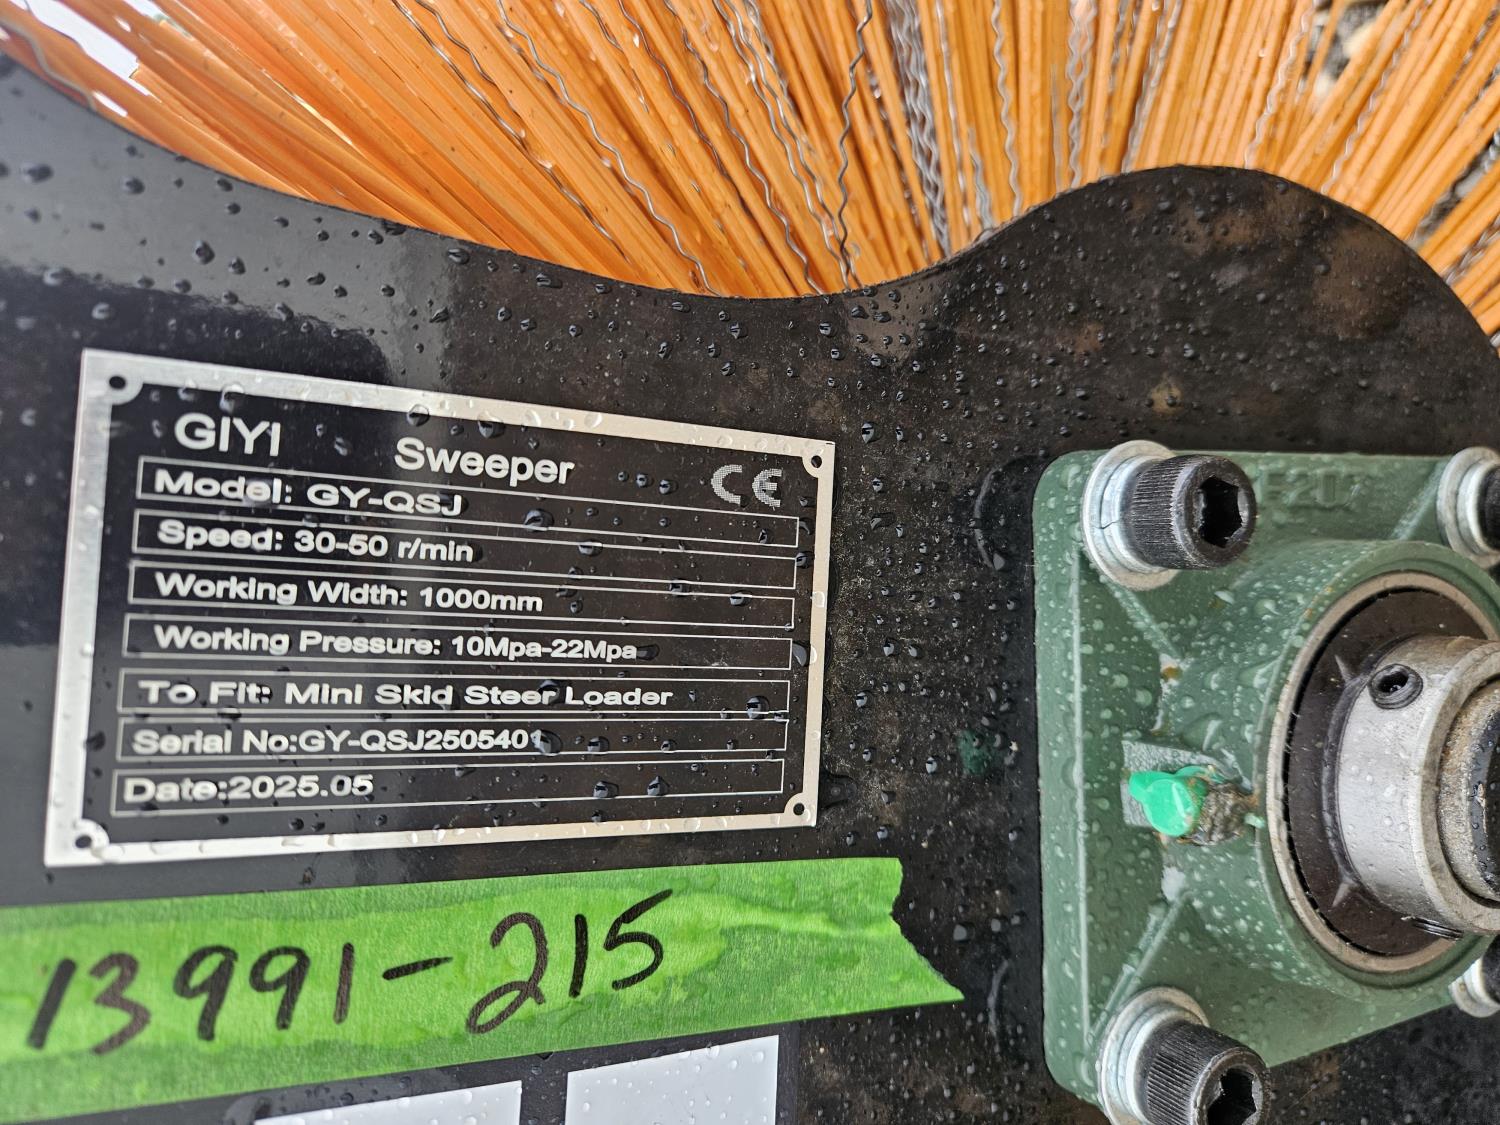 GIYI Sweeper CE
Model: GY-QSJ
Speed: 30-50 r/min
Working Width: 1000mm
Working Pressure: 10Mpa-22Mpa
To Fit: Mini Skid Steer Loader
Serial No:GY-QSJ2505401
Date:2025.05
13991-215